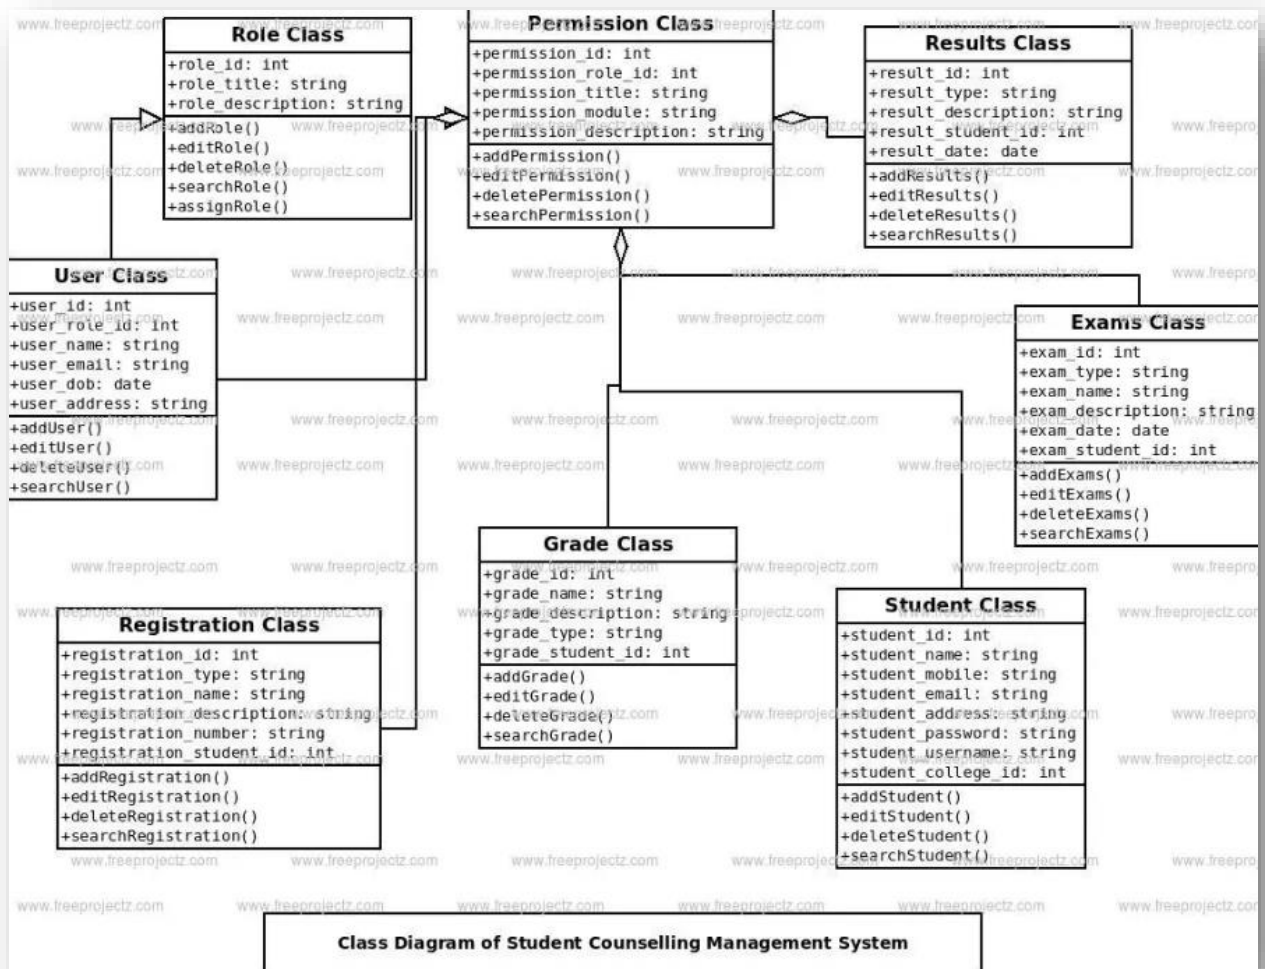 Role Class
+role_id: int
+role_title: string
+role_description: string
+addRole()
+editRole()
+deleteRole()
+searchRole()
+assignRole()
Permission Class
+permission_id: int
+permission_role_id: int
+permission_title: string
+permission_module: string
+permission_description: string
+addPermission()
+editPermission()
+deletePermission()
+searchPermission()
Results Class
+result_id: int
+result_type: string
+result_description: string
+result_student_id: int
+result_date: date
+addResults()
+editResults()
+deleteResults()
+searchResults()
User Class
+user_id: int
+user_role_id: int
+user_name: string
+user_email: string
+user_dob: date
+user_address: string
+addUser()
+editUser()
+deleteUser()
+searchUser()
Exams Class
+exam_id: int
+exam_type: string
+exam_name: string
+exam_description: string
+exam_date: date
+exam_student_id: int
+addExams()
+editExams()
+deleteExams()
+searchExams()
Grade Class
+grade_id: int
+grade_name: string
+grade_description: string
+grade_type: string
+grade_student_id: int
+addGrade()
+editGrade()
+deleteGrade()
+searchGrade()
Registration Class
+registration_id: int
+registration_type: string
+registration_name: string
+registration_description: string
+registration_number: string
+registration_student_id: int
+addRegistration()
+editRegistration()
+deleteRegistration()
+searchRegistration()
Student Class
+student_id: int
+student_name: string
+student_mobile: string
+student_email: string
+student_address: string
+student_password: string
+student_username: string
+student_college_id: int
+addStudent()
+editStudent()
+deleteStudent()
+searchStudent()
Class Diagram of Student Counselling Management System
www.freeprojectz.com